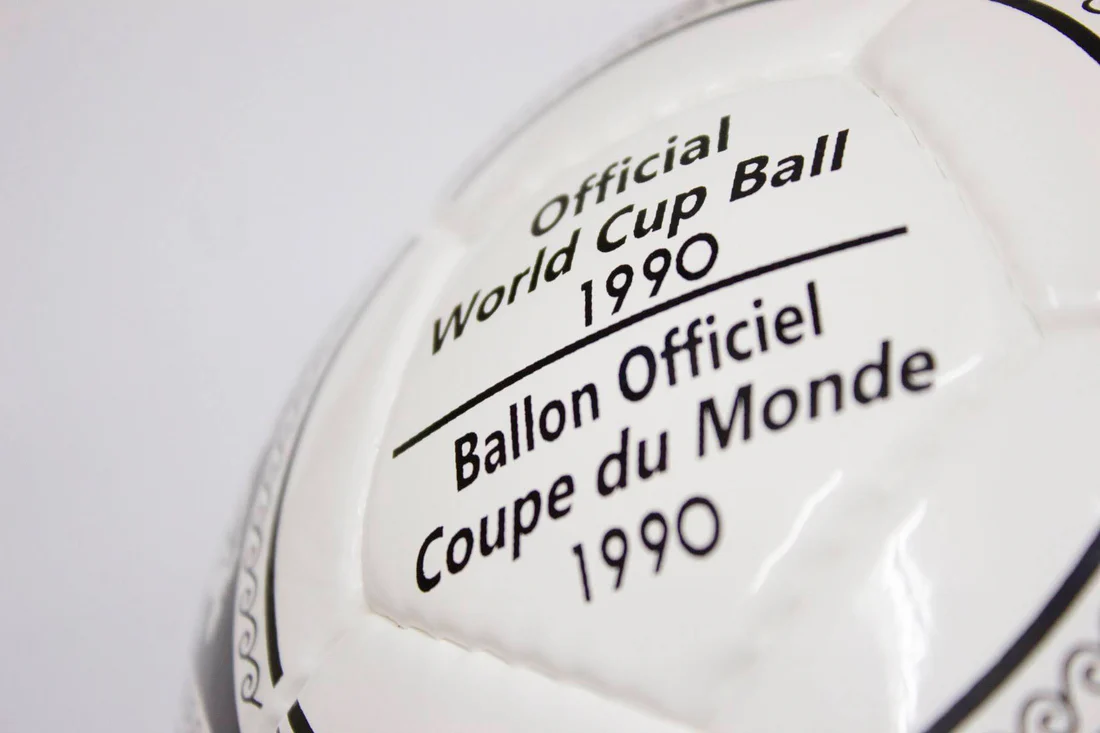 Official
World Cup Ball
1990
Ballon Officiel
Coupe du Monde
1990